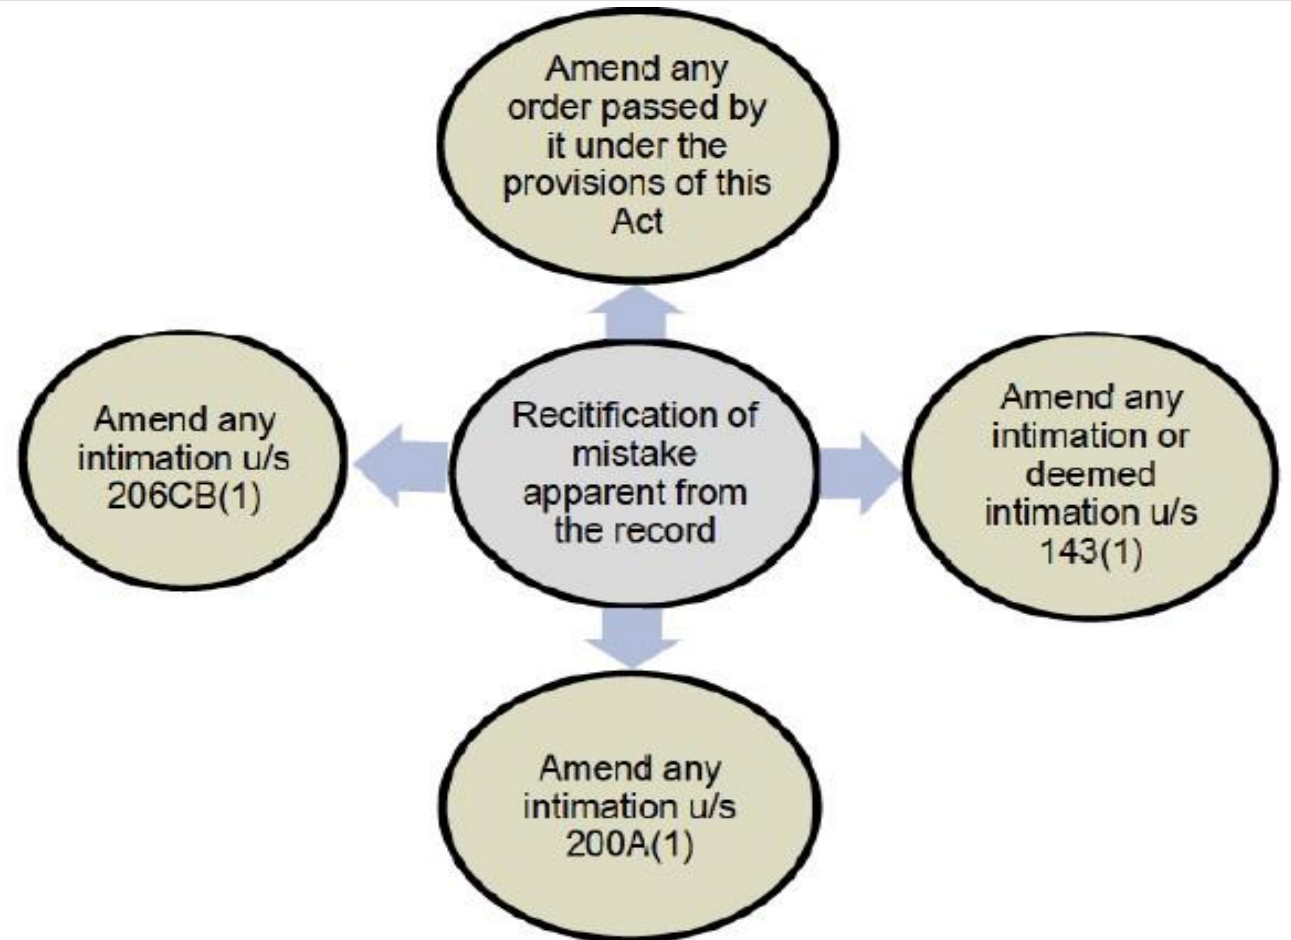 Amend any
order passed by
it under the
provisions of this
Act
Amend any
intimation u/s
206CB(1)
Recitification of
mistake
apparent from
the record
Amend any
intimation or
deemed
intimation u/s
143(1)
Amend any
intimation u/s
200A(1)